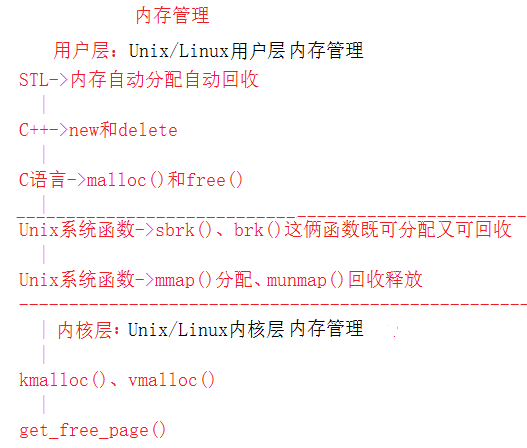 内存管理
用户层：Unix/Linux用户层内存管理
STL->内存自动分配自动回收
C++->new和delete
C语言->malloc()和free()
Unix系统函数->sbrk()、brk()这俩函数既可分配又可回收
Unix系统函数->mmap()分配、munmap()回收释放
内核层：Unix/Linux内核层内存管理
kmalloc()、vmalloc()
get_free_page()